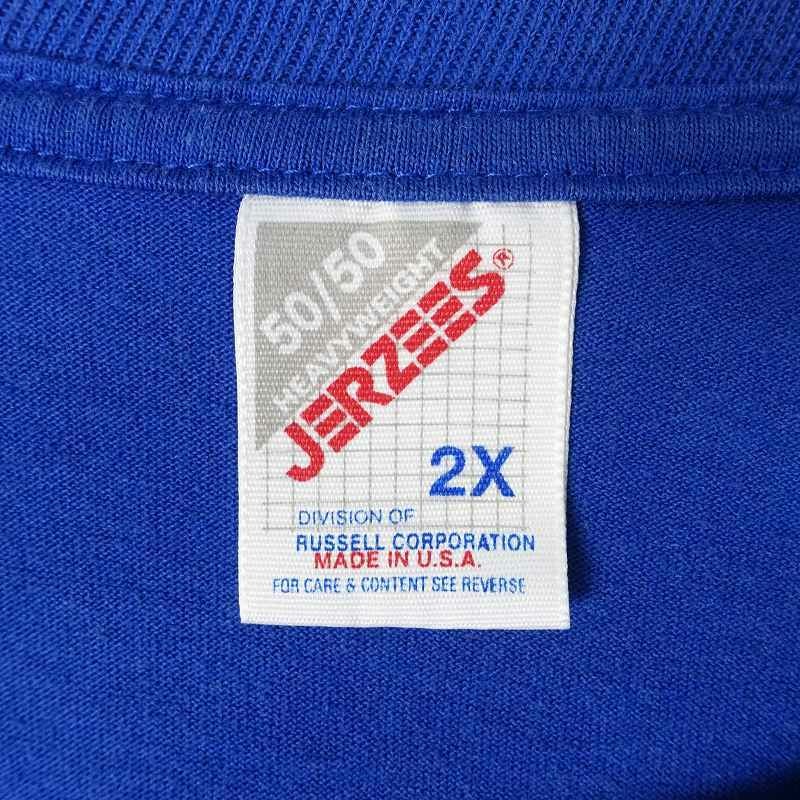 50/50
HEAVYWEIGHT
JERZEES®
2X
DIVISION OF
RUSSELL CORPORATION
MADE IN U.S.A.
FOR CARE & CONTENT SEE REVERSE